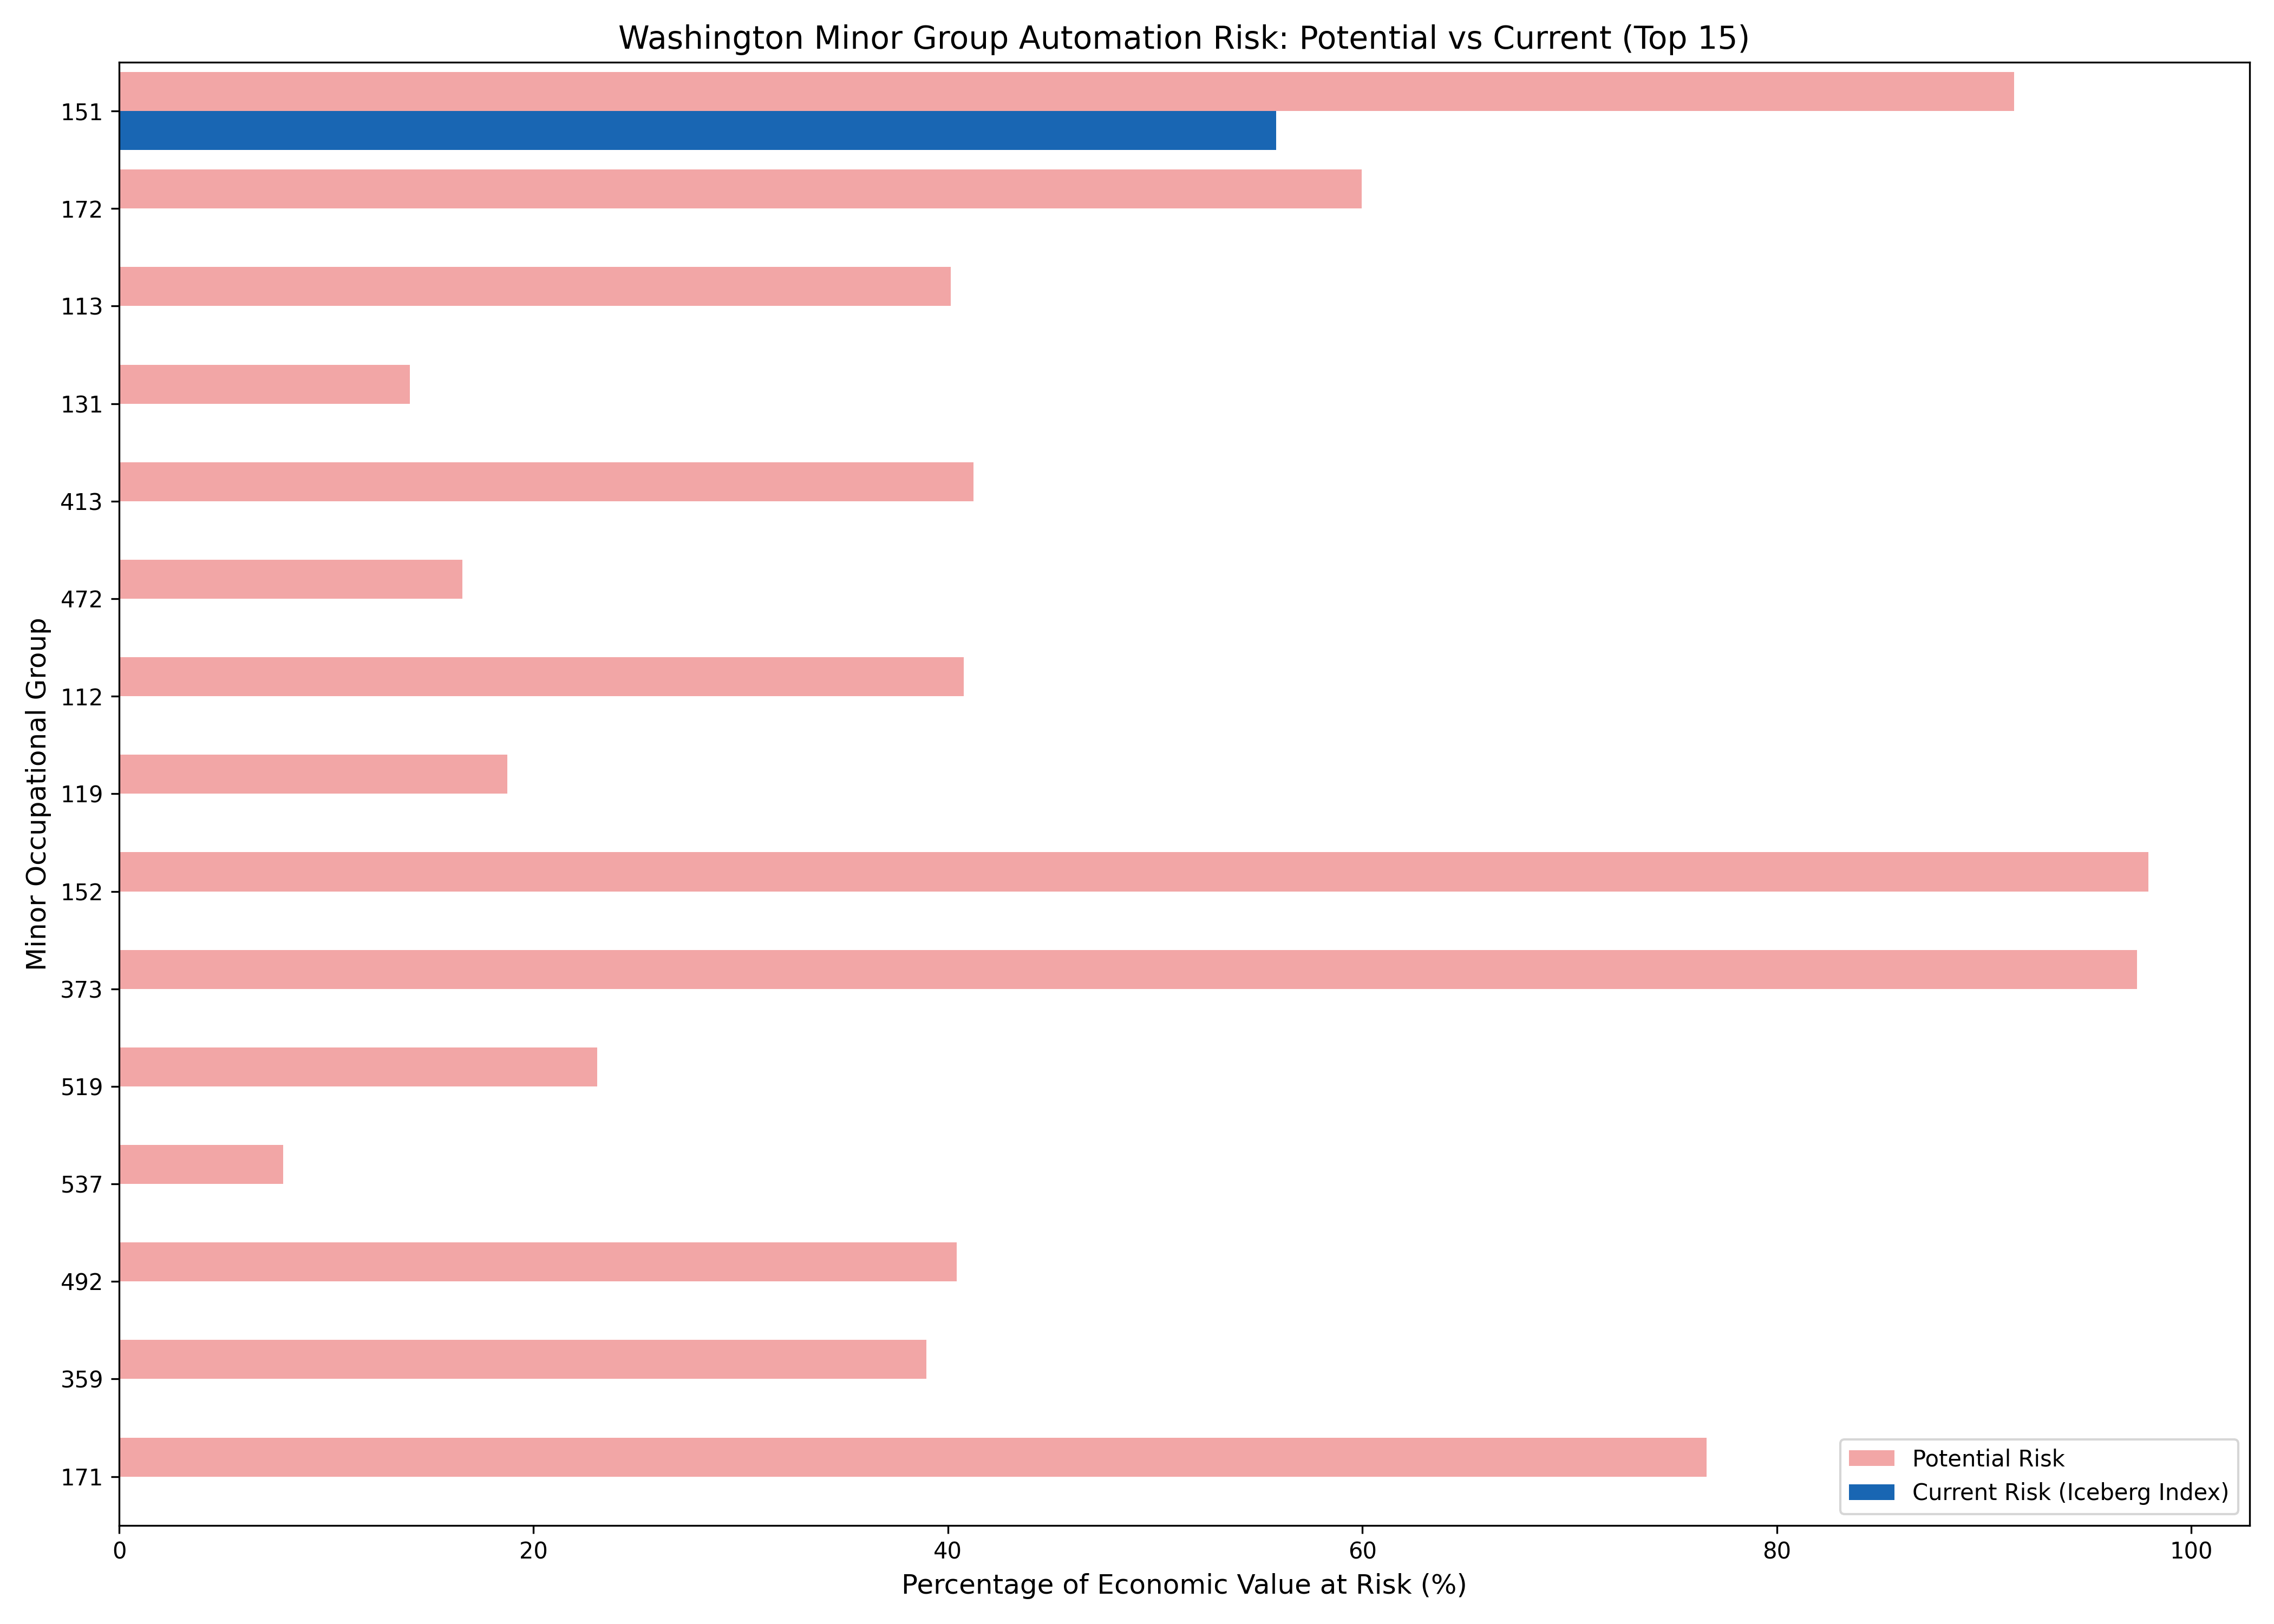 Washington Minor Group Automation Risk: Potential vs Current (Top 15)
Minor Occupational Group
151
172
113
131
413
472
112
119
152
373
519
537
492
359
171
Potential Risk
Current Risk (Iceberg Index)
0 20 40 60 80 100
Percentage of Economic Value at Risk (%)